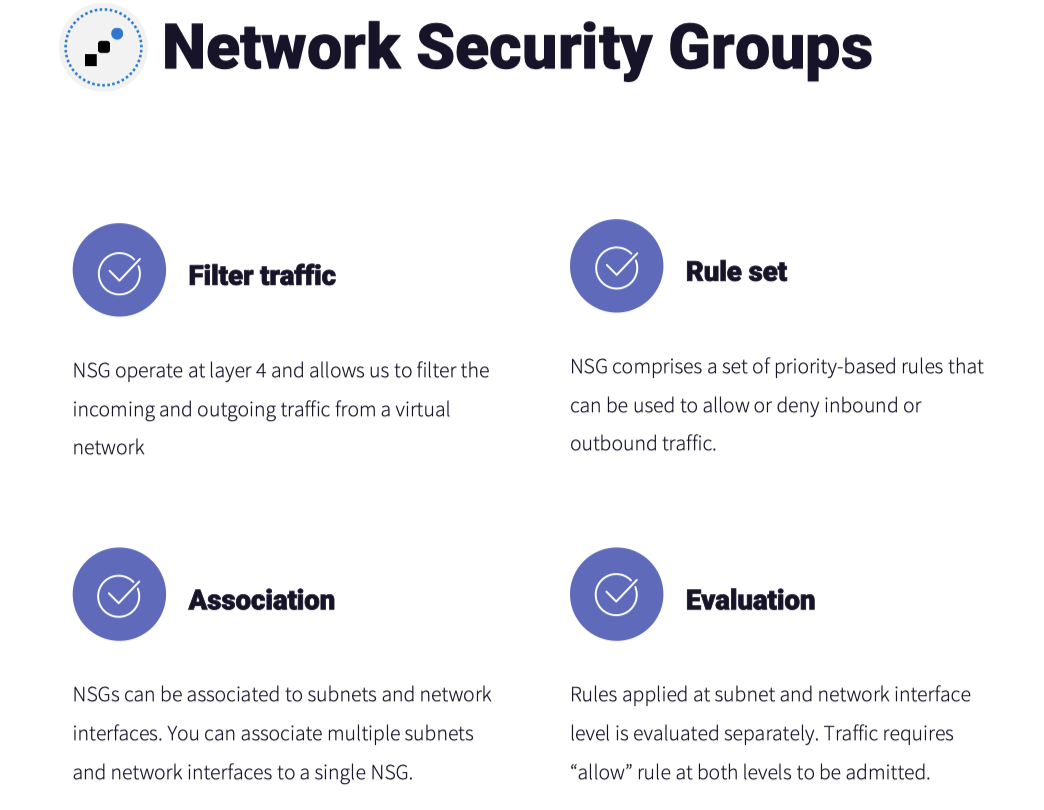 Network Security Groups
Filter traffic
NSG operate at layer 4 and allows us to filter the
incoming and outgoing traffic from a virtual
network
Rule set
NSG comprises a set of priority-based rules that
can be used to allow or deny inbound or
outbound traffic.
Association
NSGs can be associated to subnets and network
interfaces. You can associate multiple subnets
and network interfaces to a single NSG.
Evaluation
Rules applied at subnet and network interface
level is evaluated separately. Traffic requires
“allow” rule at both levels to be admitted.